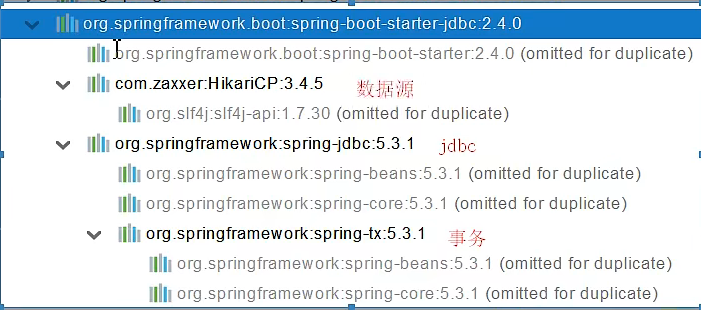 org.springframework.boot:spring-boot-starter-jdbc:2.4.0
org.springframework.boot:spring-boot-starter:2.4.0 (omitted for duplicate)
com.zaxxer:HikariCP:3.4.5 数据源
org.slf4j:slf4j-api:1.7.30 (omitted for duplicate)
org.springframework:spring-jdbc:5.3.1 jdbc
org.springframework:spring-beans:5.3.1 (omitted for duplicate)
org.springframework:spring-core:5.3.1 (omitted for duplicate)
org.springframework:spring-tx:5.3.1 事务
org.springframework:spring-beans:5.3.1 (omitted for duplicate)
org.springframework:spring-core:5.3.1 (omitted for duplicate)